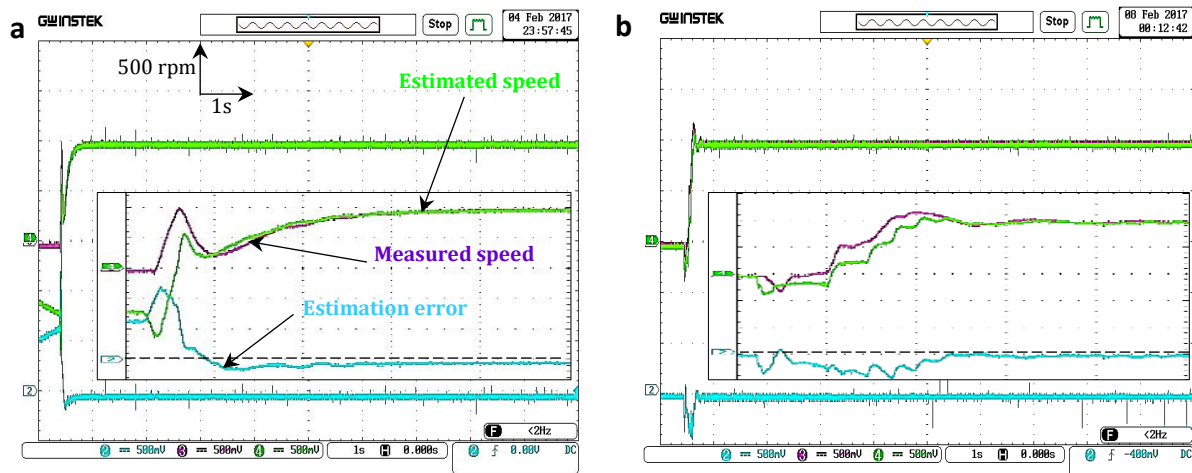 a
GWINSTEK
Stop
04 Feb 2017
23:57:45
500 rpm
1s
Estimated speed
Measured speed
Estimation error
4
2
F
<2Hz
2 500mV
3 500mV
4 500mV
1s
H
0.000s
2
0.00V
DC
b
GWINSTEK
Stop
08 Feb 2017
00:12:42
4
2
F
<2Hz
2 500mV
3 500mV
4 500mV
1s
H
0.000s
2
-400mV
DC